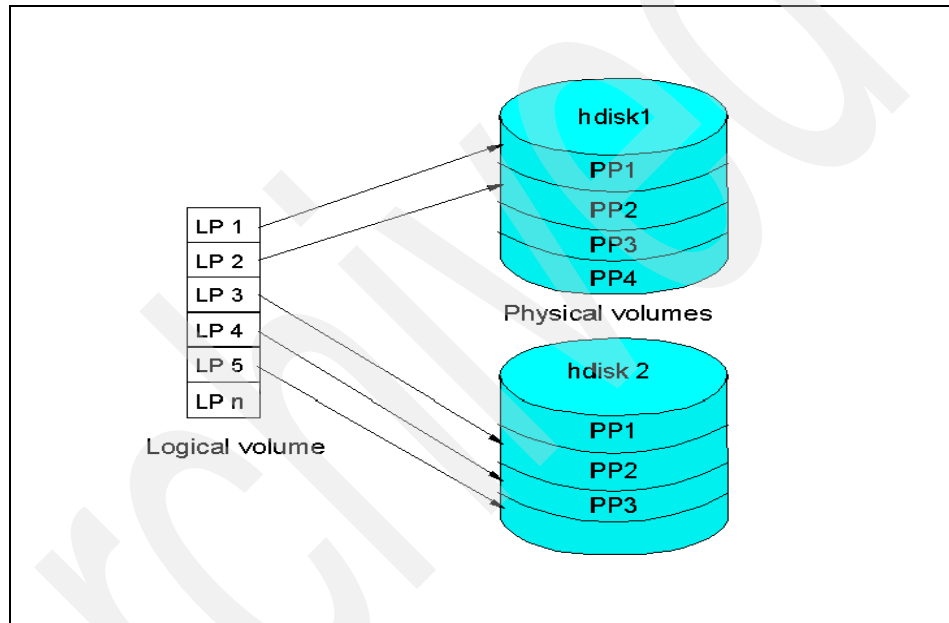 hdisk1
PP1
PP2
PP3
PP4
Physical volumes
LP 1
LP 2
LP 3
LP 4
LP 5
LP n
Logical volume
hdisk 2
PP1
PP2
PP3